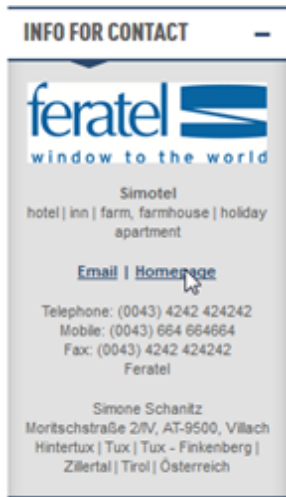 INFO FOR CONTACT
feratel
window to the world
Simotel
hotel | inn | farm, farmhouse | holiday
apartment
Email | Homepage
Telephone: (0043) 4242 424242
Mobile: (0043) 664 664664
Fax: (0043) 4242 424242
Feratel
Simone Schanitz
Moritschstraße 2/IV, AT-9500, Villach
Hintertux | Tux | Tux - Finkenberg |
Zillertal | Tirol | Österreich